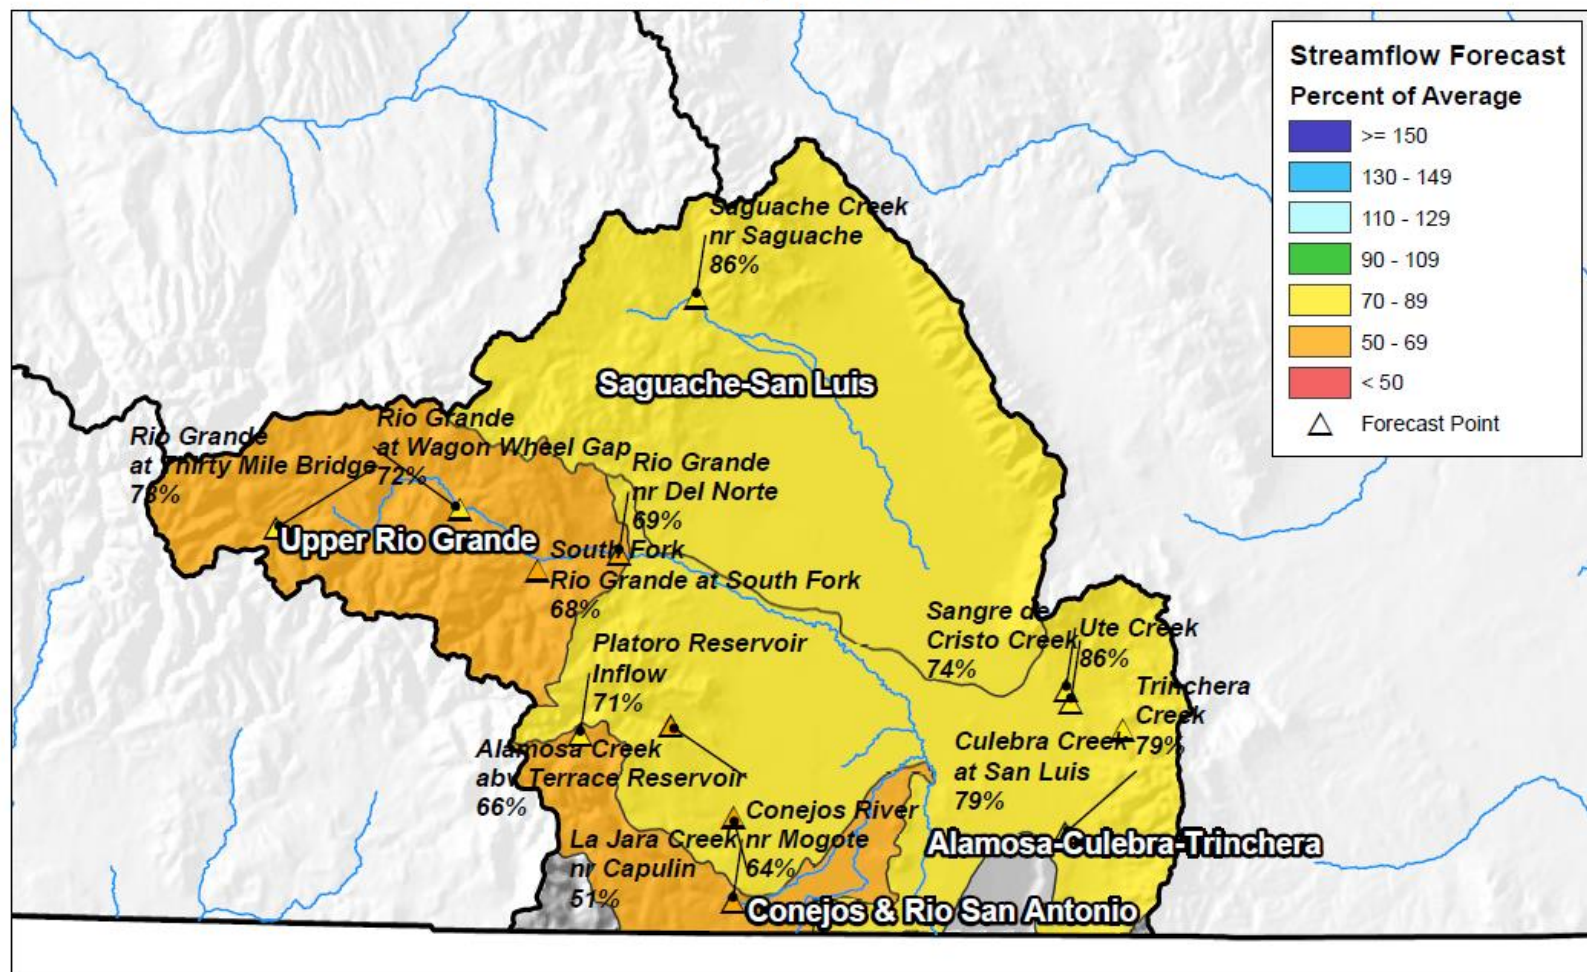 Streamflow Forecast
Percent of Average
>= 150
130 - 149
110 - 129
90 - 109
70 - 89
50 - 69
< 50
Forecast Point
Saguache Creek
nr Saguache
86%
Saguache-San Luis
Rio Grande
at Thirty Mile Bridge
73%
Rio Grande
at Wagon Wheel Gap
72%
Rio Grande
nr Del Norte
69%
Upper Rio Grande
South Fork
Rio Grande at South Fork
68%
Platoro Reservoir
Inflow
71%
Sangre de
Cristo Creek
74%
Ute Creek
86%
Trinchera
Creek
79%
Alamosa Creek
abv Terrace Reservoir
66%
Culebra Creek
at San Luis
79%
Conejos River
nr Mogote
64%
La Jara Creek
nr Capulin
51%
Alamosa-Culebra-Trinchera
Conejos & Rio San Antonio